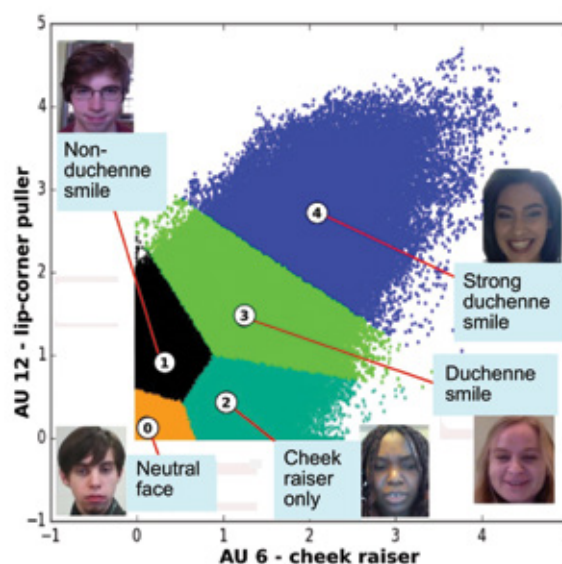 5
4
3
2
1
0
−1
AU 12 - lip-corner puller
Non-
duchenne
smile
4
Strong
duchenne
smile
3
Duchenne
smile
1
2
0
Neutral
face
Cheek
raiser
only
−1
0
1
2
3
4
AU 6 - cheek raiser